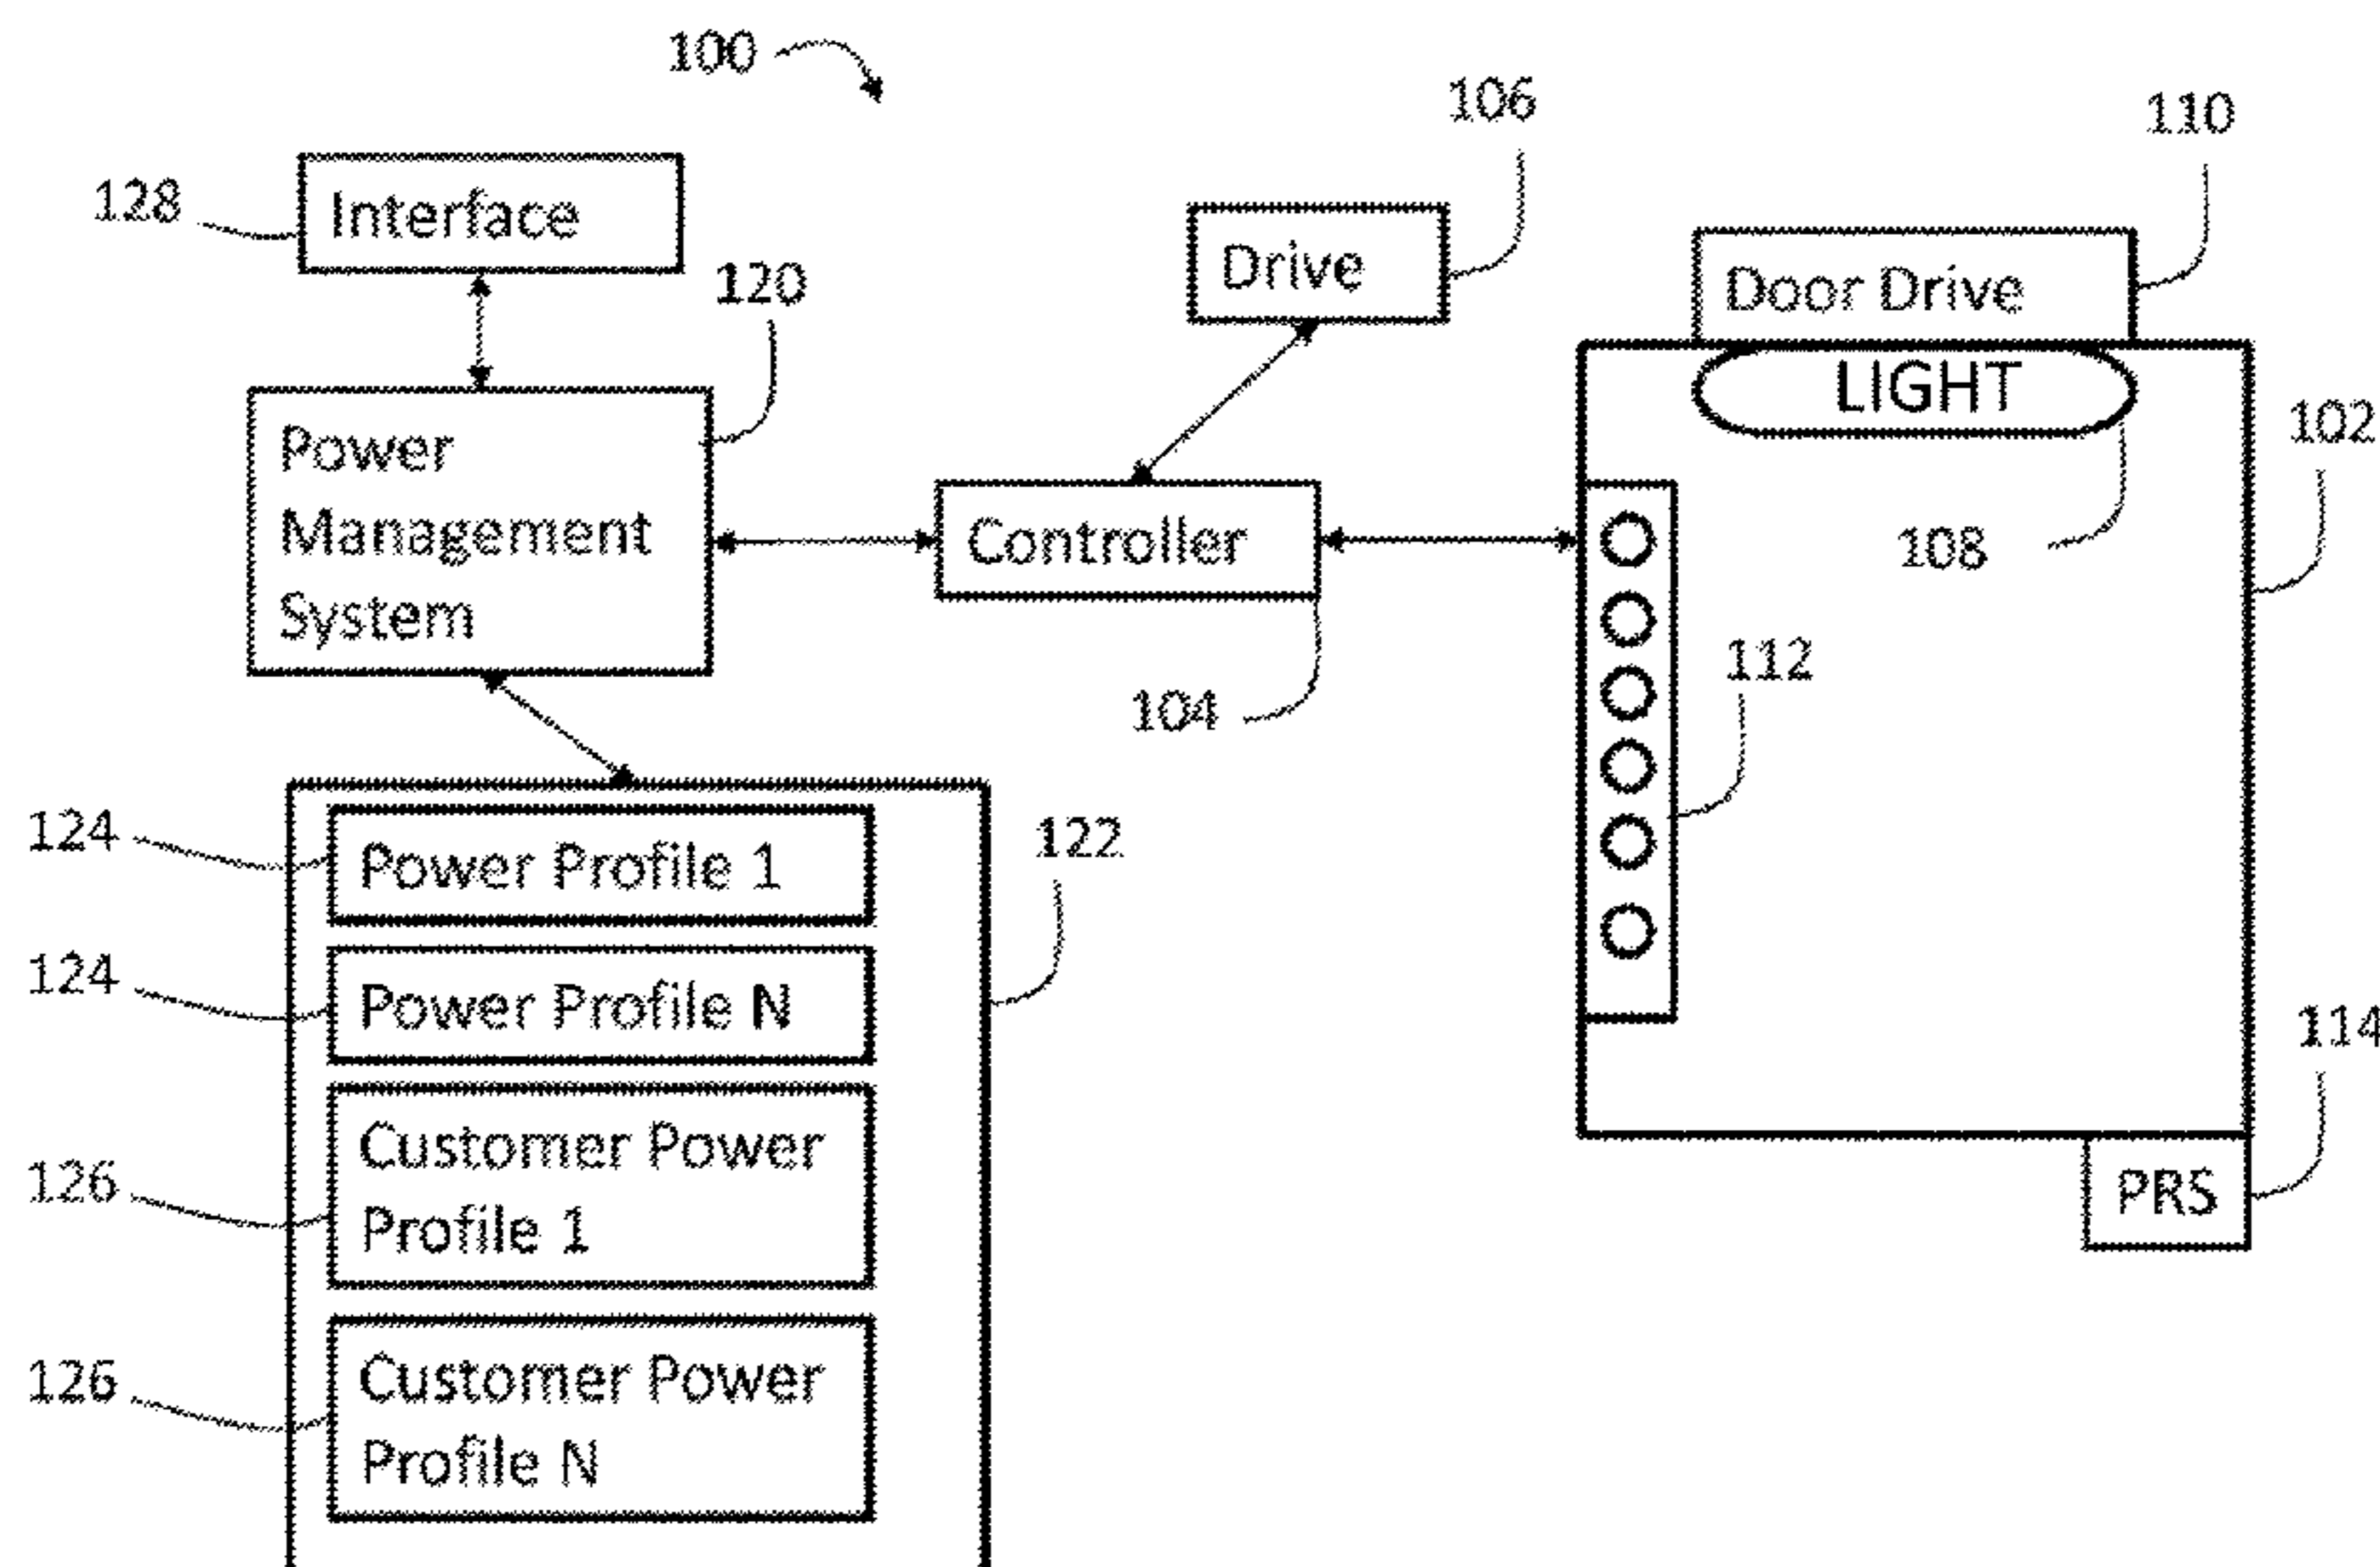 100
106
110
128
Interface
120
Drive
Door Drive
LIGHT
102
Power
Management
System
Controller
108
112
104
124
Power Profile 1
122
124
Power Profile N
114
126
Customer Power
Profile 1
PRS
126
Customer Power
Profile N